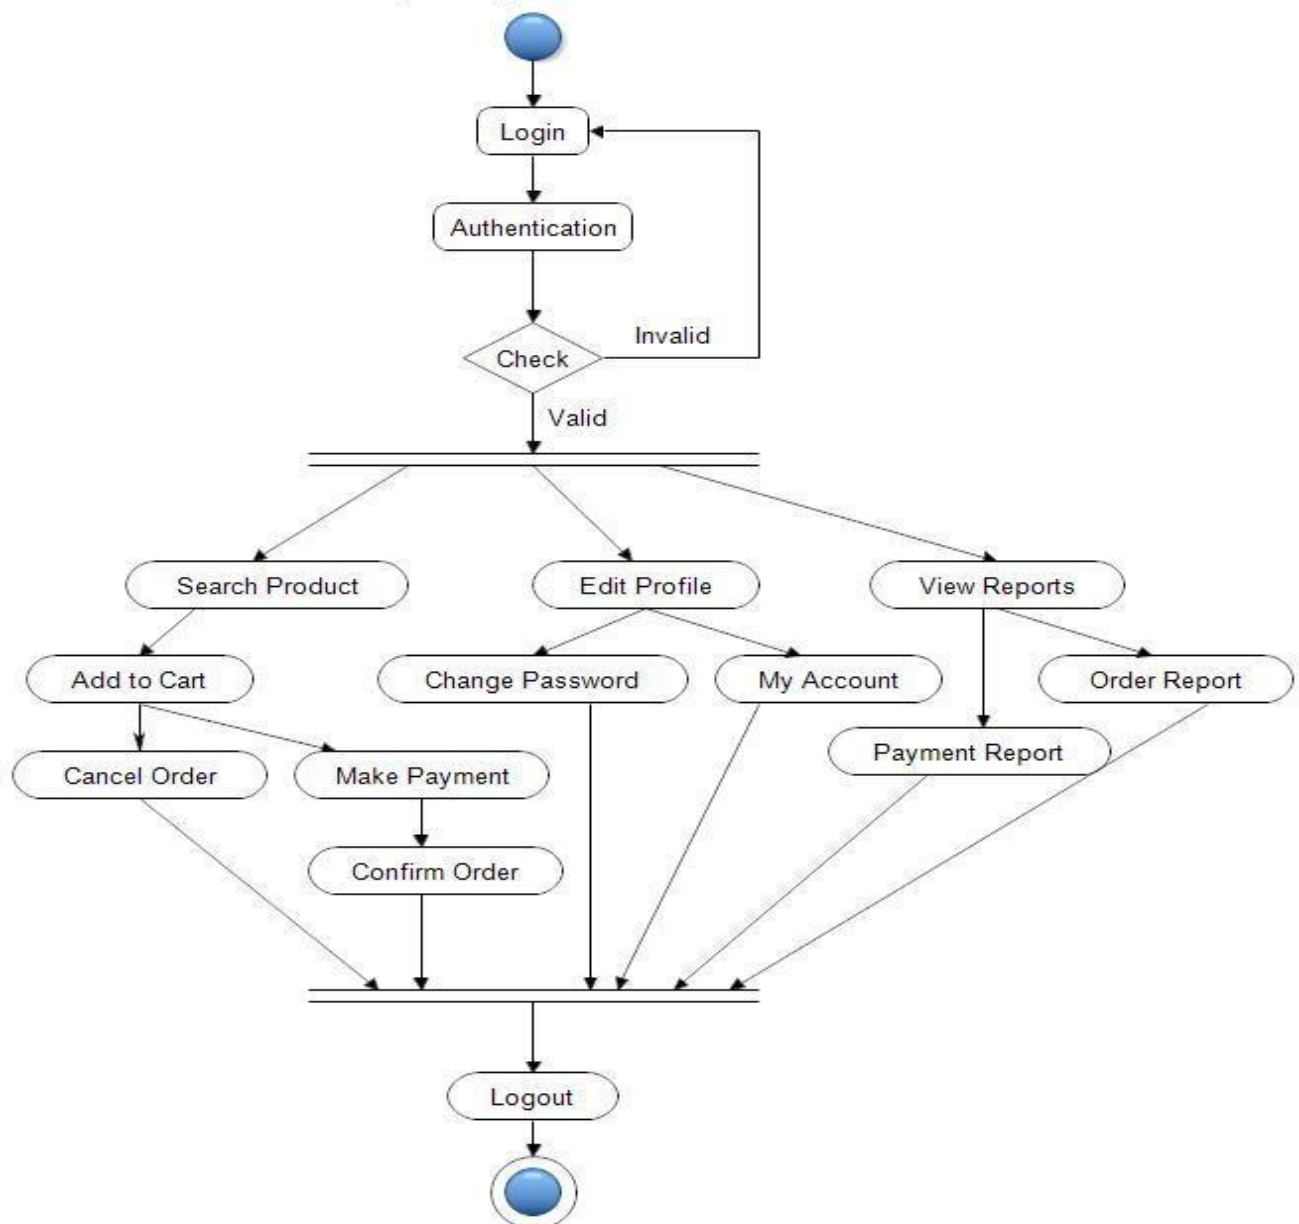 Login
Authentication
Invalid
Check
Valid
Search Product
Edit Profile
View Reports
Add to Cart
Change Password
My Account
Order Report
Payment Report
Cancel Order
Make Payment
Confirm Order
Logout